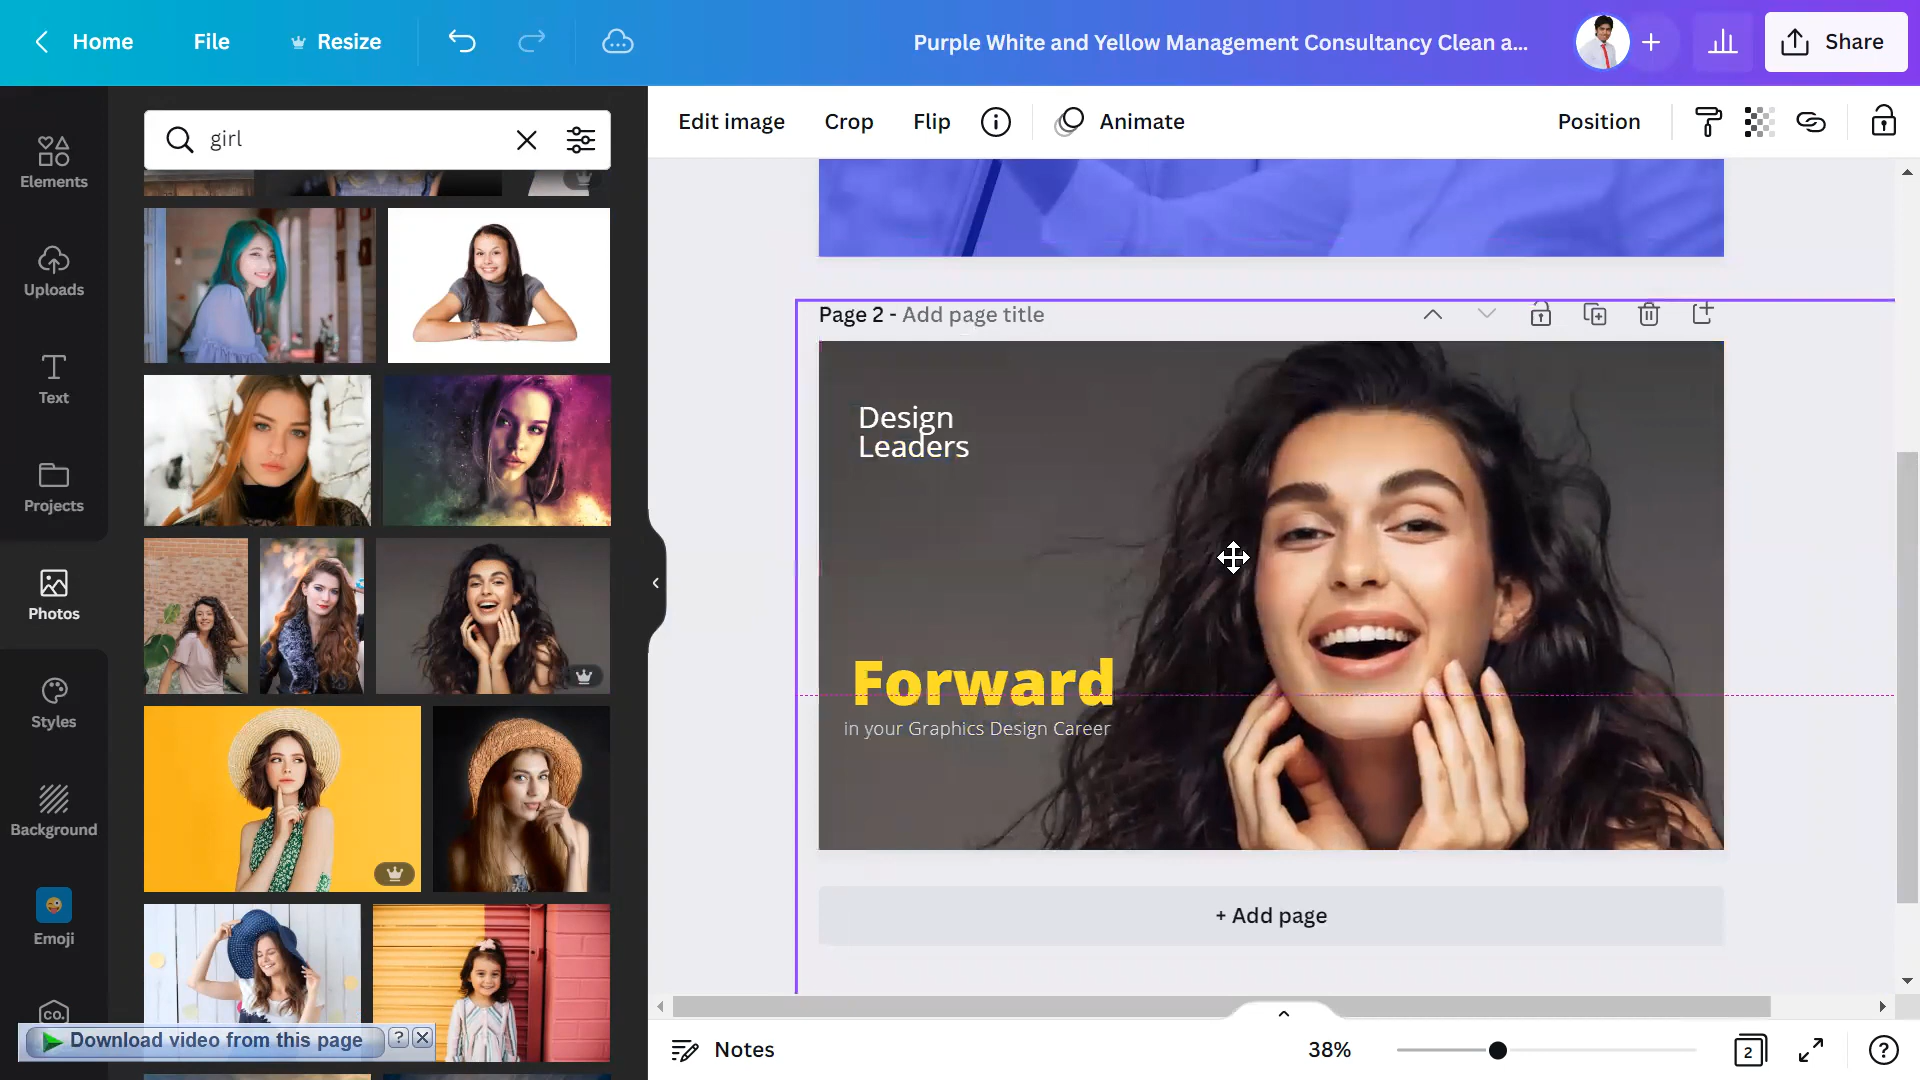 Home
File
Resize
Purple White and Yellow Management Consultancy Clean a...
Share
Elements
Uploads
Text
Projects
Photos
Styles
Background
Emoji
co.
girl
Edit image
Crop
Flip
Animate
Position
Page 2 - Add page title
Design
Leaders
Forward
in your Graphics Design Career
+ Add page
Download video from this page
?
Notes
38%
2
?